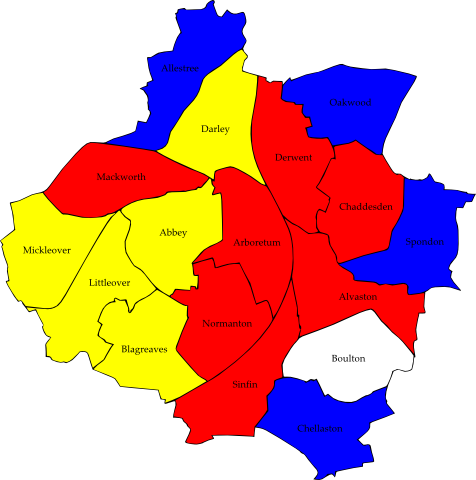 Allestree
Oakwood
Darley
Derwent
Mackworth
Chaddesden
Abbey
Arboretum
Spondon
Mickleover
Littleover
Alvaston
Normanton
Blagreaves
Boulton
Sinfin
Chellaston